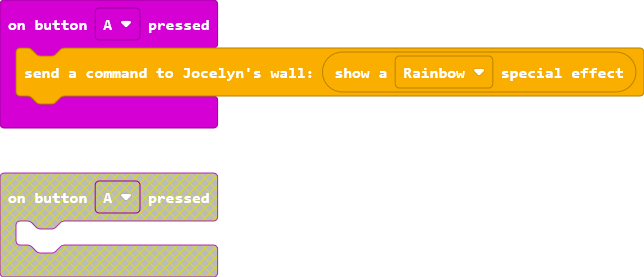 on button A pressed
send a command to Jocelyn's wall: show a Rainbow special effect
on button A pressed